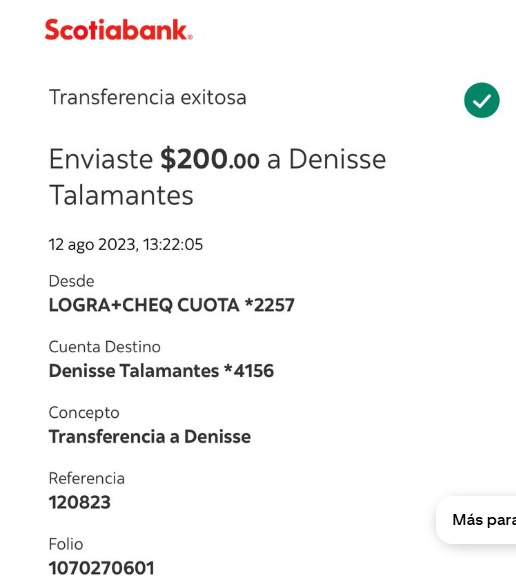 Scotiabank®
Transferencia exitosa
Enviaste $200.00 a Denisse
Talamantes
12 ago 2023, 13:22:05
Desde
LOGRA+CHEQ CUOTA *2257
Cuenta Destino
Denisse Talamantes *4156
Concepto
Transferencia a Denisse
Referencia
120823
Folio
1070270601
Más para